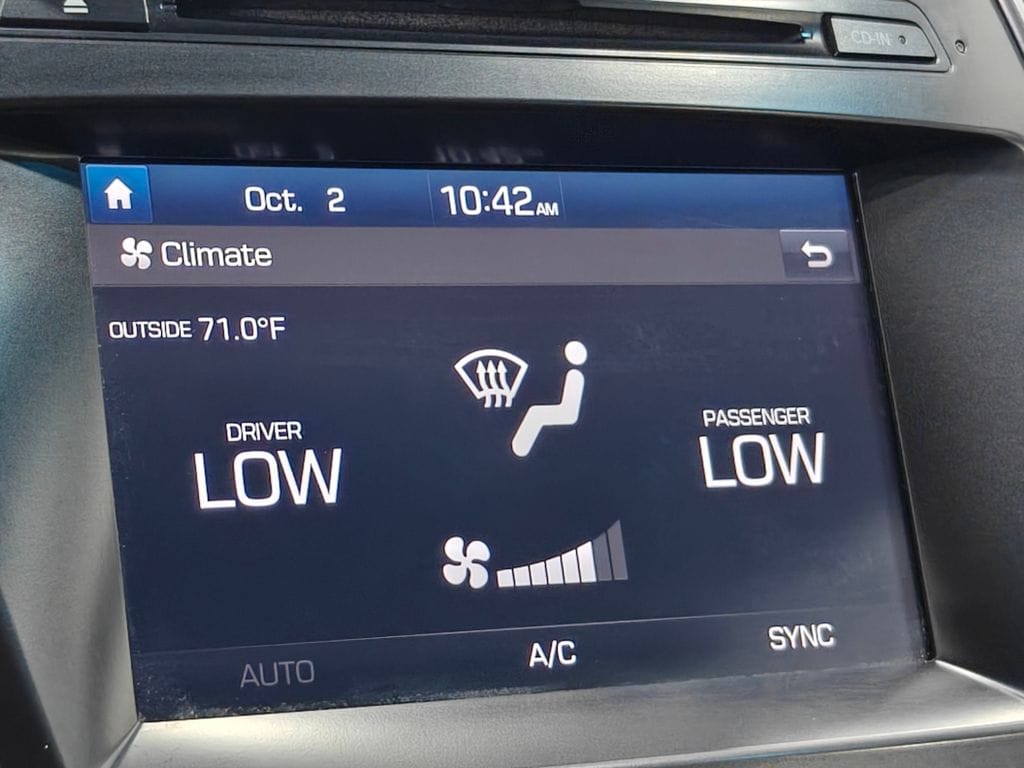 CD-IN
Oct. 2 10:42AM
Climate
OUTSIDE 71.0°F
DRIVER
LOW
PASSENGER
LOW
AUTO A/C SYNC